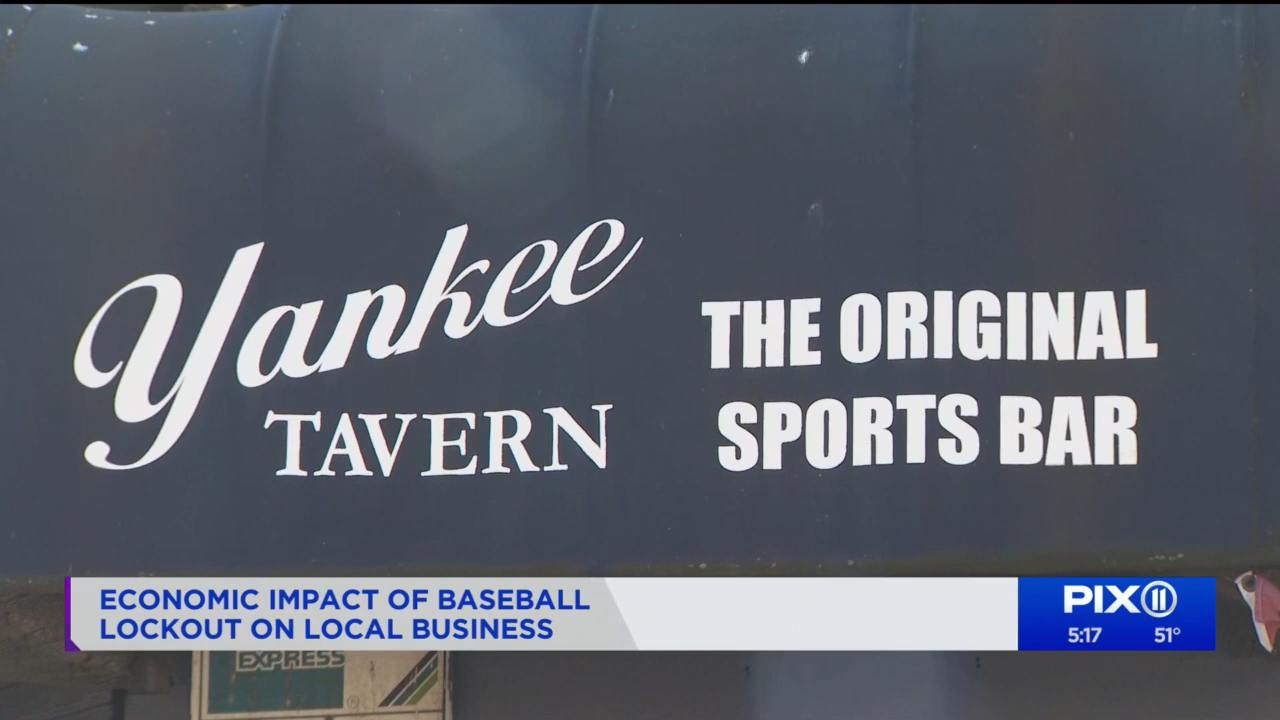 Yankee
TAVERN
THE ORIGINAL
SPORTS BAR
ECONOMIC IMPACT OF BASEBALL
LOCKOUT ON LOCAL BUSINESS
PIX11
5:17 51°
EXPRESS
®